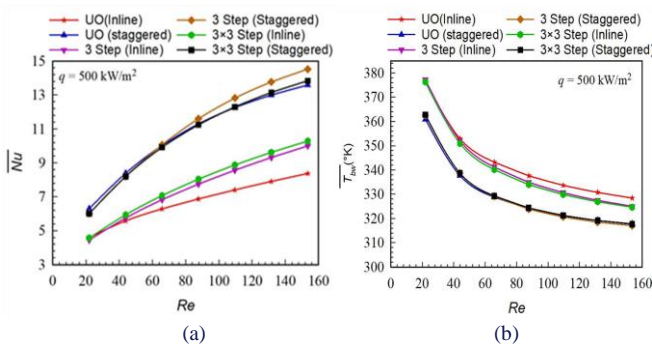 UO(Inline) 3 Step (Staggered)
UO (staggered) 3×3 Step (Inline)
3 Step (Inline) 3×3 Step (Staggered)
15
13
11
9
7
5
3
q = 500 kW/m²
Nu
0 20 40 60 80 100 120 140 160
Re
(a)
UO(Inline) 3 Step (Staggered)
UO (staggered) 3×3 Step (Inline)
3 Step (Inline) 3×3 Step (Staggered)
380
370
360
350
340
330
320
310
300
q = 500 kW/m²
T_bw(°K)
0 20 40 60 80 100 120 140 160
Re
(b)